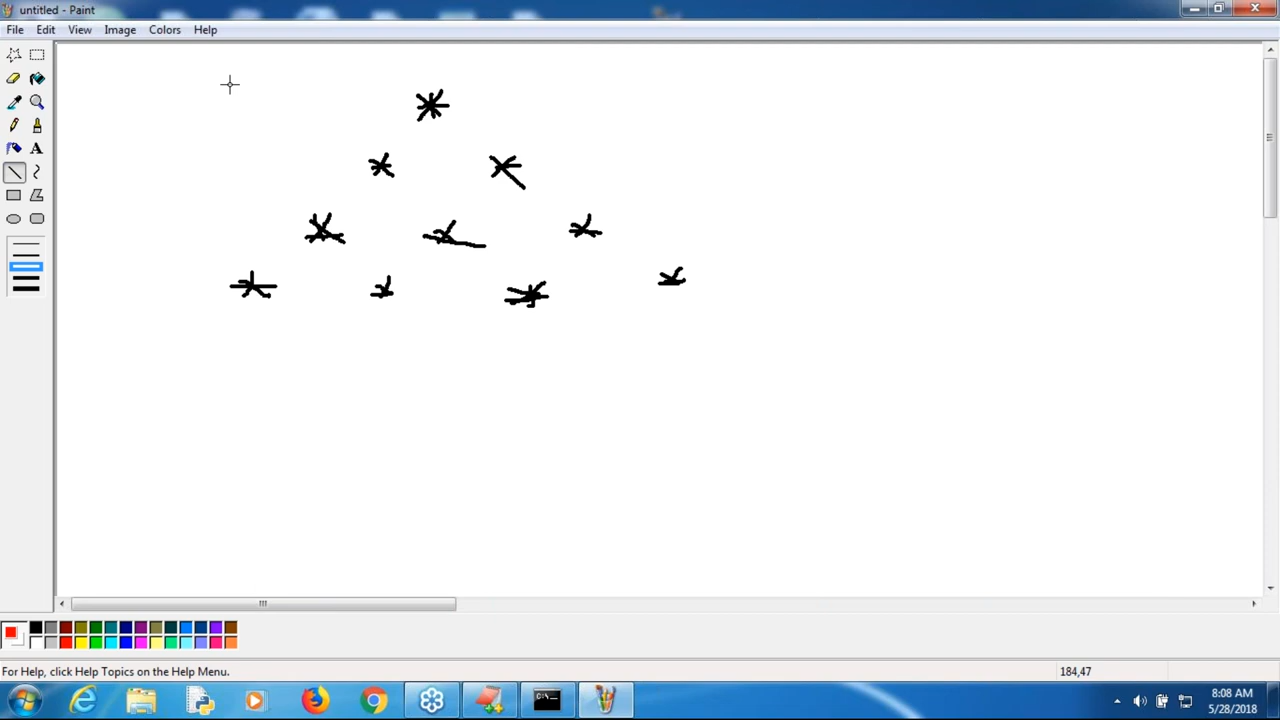 untitled - Paint
File Edit View Image Colors Help
*
* *
* * *
* * * *
For Help, click Help Topics on the Help Menu. 184,47
8:08 AM
5/28/2018